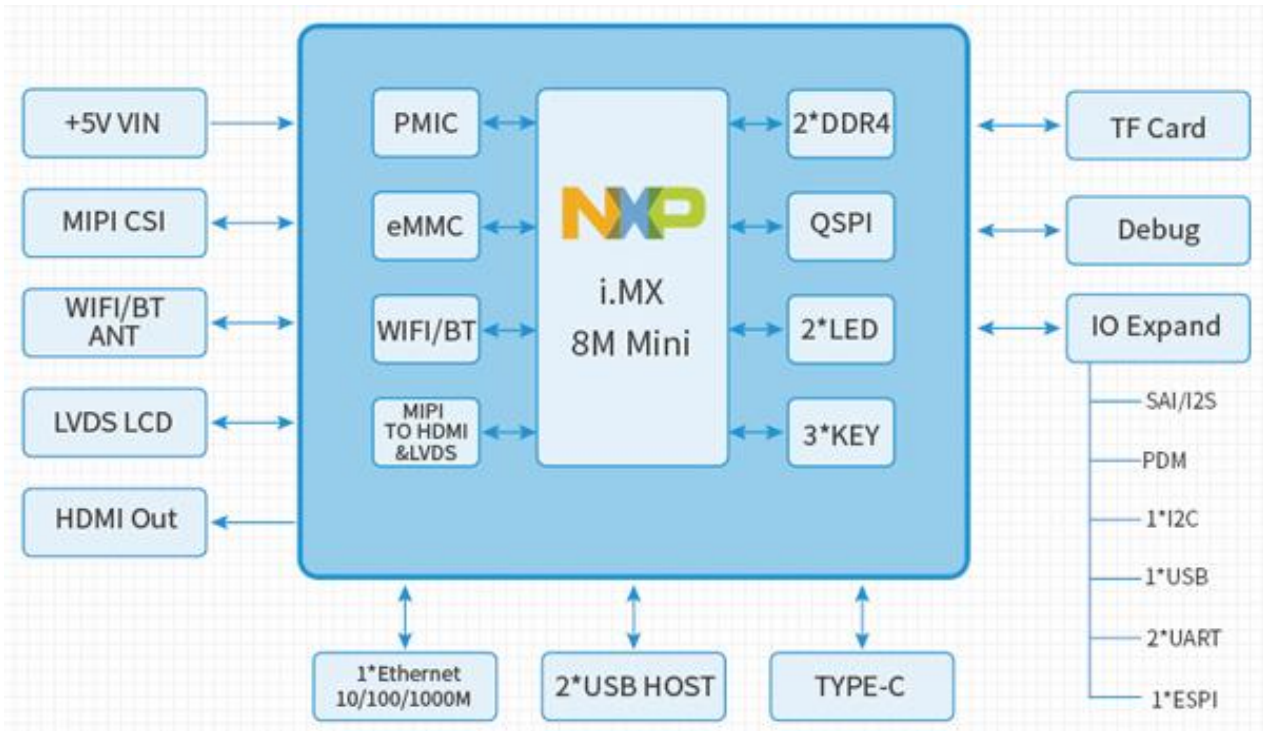 +5V VIN
MIPI CSI
WIFI/BT
ANT
LVDS LCD
HDMI Out
PMIC
eMMC
WIFI/BT
MIPI
TO HDMI
&LVDS
NXP
i.MX
8M Mini
2*DDR4
QSPI
2*LED
3*KEY
TF Card
Debug
IO Expand
SAI/I2S
PDM
1*I2C
1*USB
2*UART
1*ESPI
1*Ethernet
10/100/1000M
2*USB HOST
TYPE-C